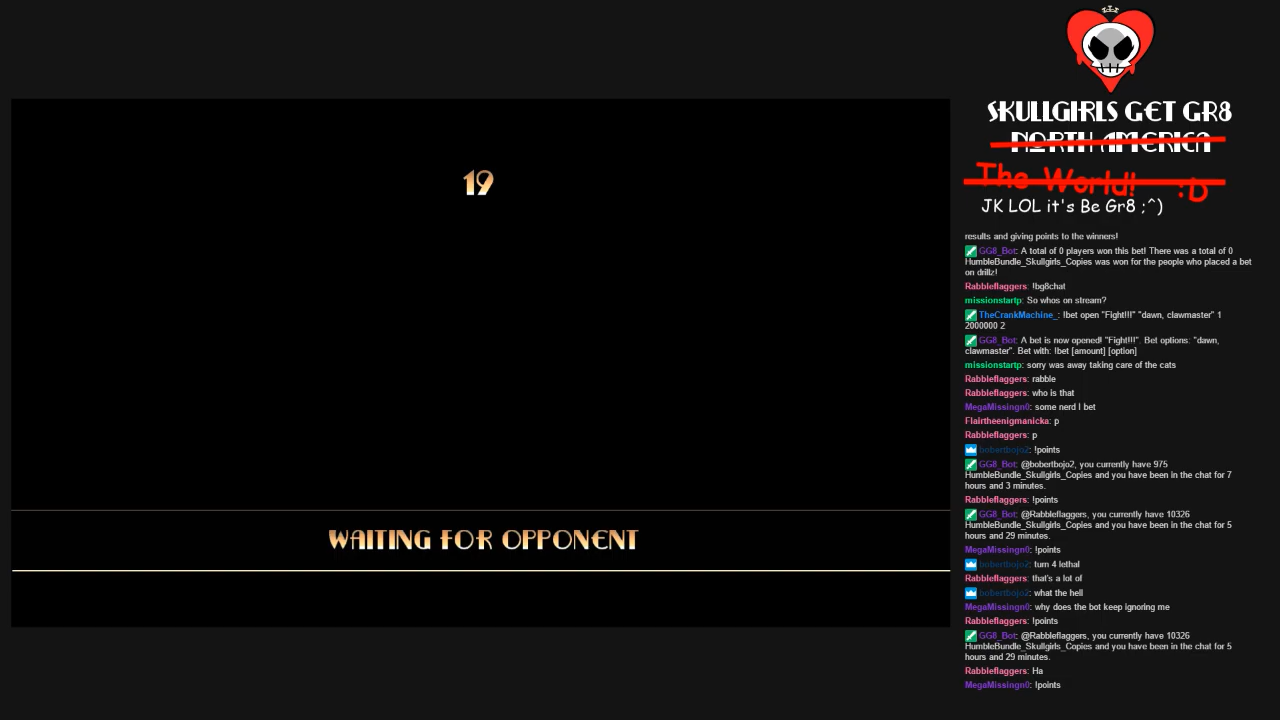 SKULLGIRLS GET GR8
NORTH AMERICA
The World! :D
JK LOL it's Be Gr8 ;^)
19
WAITING FOR OPPONENT
results and giving points to the winners!
GG8_Bot: A total of 0 players won this bet! There was a total of 0
HumbleBundle_Skullgirls_Copies was won for the people who placed a bet
on drillz!
Rabbleflaggers: !bg8chat
missionstartp: So whos on stream?
TheCrankMachine_: !bet open "Fight!!!" "dawn, clawmaster" 1
2000000 2
GG8_Bot: A bet is now opened! "Fight!!!". Bet options: "dawn,
clawmaster". Bet with: !bet [amount] [option]
missionstartp: sorry was away taking care of the cats
Rabbleflaggers: rabble
Rabbleflaggers: who is that
MegaMissingn0: some nerd I bet
Flairtheenigmanicka: p
Rabbleflaggers: p
bobertbojo2: !points
GG8_Bot: @bobertbojo2, you currently have 975
HumbleBundle_Skullgirls_Copies and you have been in the chat for 7
hours and 3 minutes.
Rabbleflaggers: !points
GG8_Bot: @Rabbleflaggers, you currently have 10326
HumbleBundle_Skullgirls_Copies and you have been in the chat for 5
hours and 29 minutes.
MegaMissingn0: !points
bobertbojo2: turn 4 lethal
Rabbleflaggers: that's a lot of
bobertbojo2: what the hell
MegaMissingn0: why does the bot keep ignoring me
Rabbleflaggers: !points
GG8_Bot: @Rabbleflaggers, you currently have 10326
HumbleBundle_Skullgirls_Copies and you have been in the chat for 5
hours and 29 minutes.
Rabbleflaggers: Ha
MegaMissingn0: !points